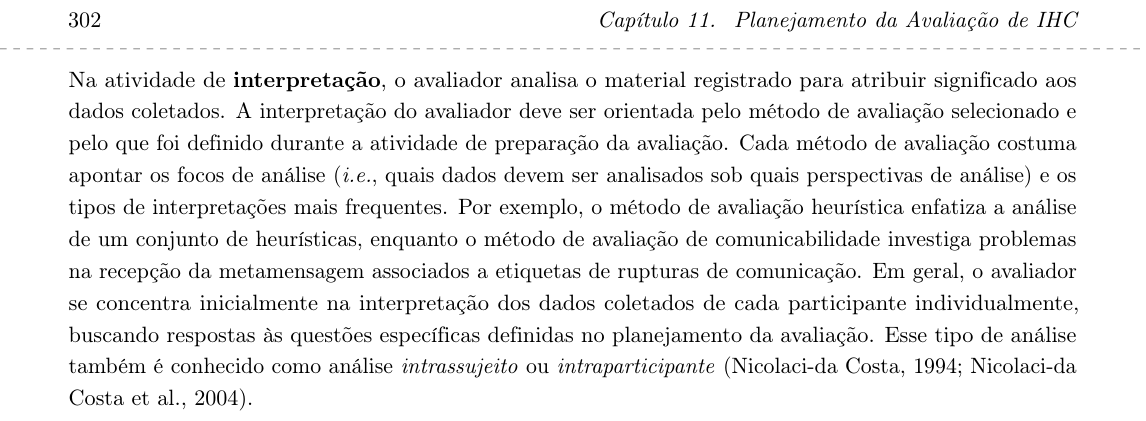 302 Capítulo 11. Planejamento da Avaliação de IHC
Na atividade de interpretação, o avaliador analisa o material registrado para atribuir significado aos
dados coletados. A interpretação do avaliador deve ser orientada pelo método de avaliação selecionado e
pelo que foi definido durante a atividade de preparação da avaliação. Cada método de avaliação costuma
apontar os focos de análise (i.e., quais dados devem ser analisados sob quais perspectivas de análise) e os
tipos de interpretações mais frequentes. Por exemplo, o método de avaliação heurística enfatiza a análise
de um conjunto de heurísticas, enquanto o método de avaliação de comunicabilidade investiga problemas
na recepção da metamensagem associados a etiquetas de rupturas de comunicação. Em geral, o avaliador
se concentra inicialmente na interpretação dos dados coletados de cada participante individualmente,
buscando respostas às questões específicas definidas no planejamento da avaliação. Esse tipo de análise
também é conhecido como análise intrassujeito ou intraparticipante (Nicolaci-da Costa, 1994; Nicolaci-da
Costa et al., 2004).